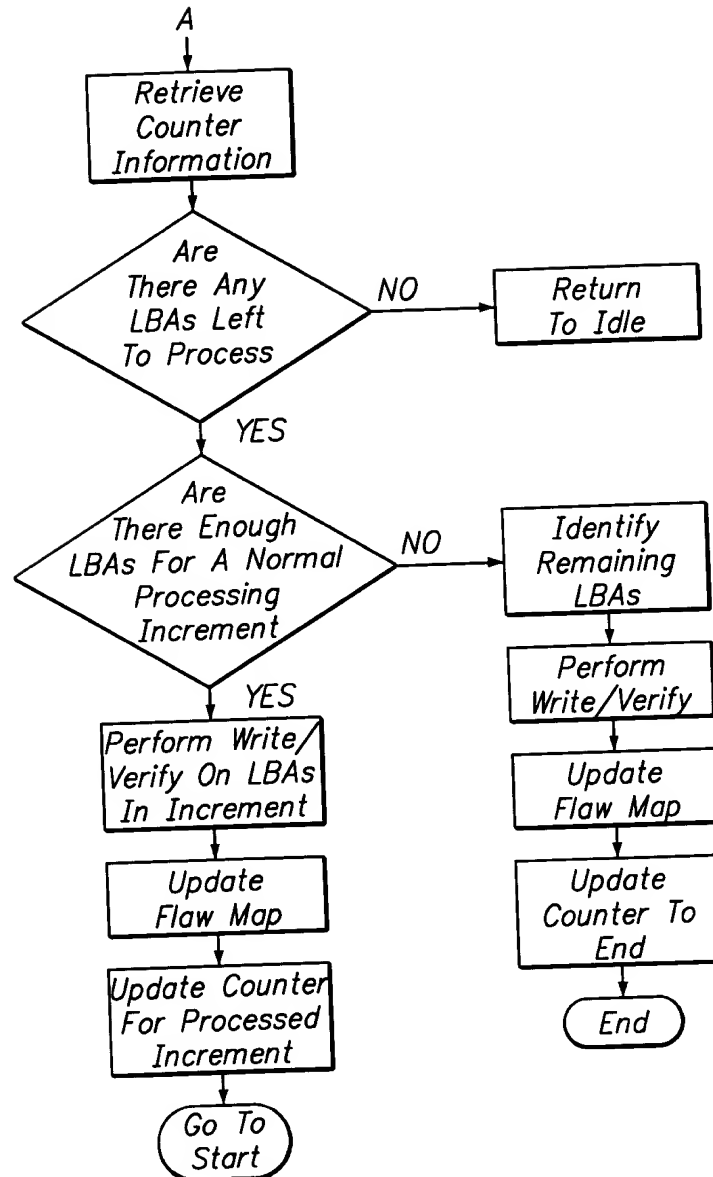 A
Retrieve
Counter
Information
Are
There Any
LBAs Left
To Process
NO
Return
To Idle
YES
Are
There Enough
LBAs For A Normal
Processing
Increment
NO
Identify
Remaining
LBAs
Perform
Write/Verify
Update
Flaw Map
Update
Counter To
End
End
YES
Perform Write/
Verify On LBAs
In Increment
Update
Flaw Map
Update Counter
For Processed
Increment
Go To
Start